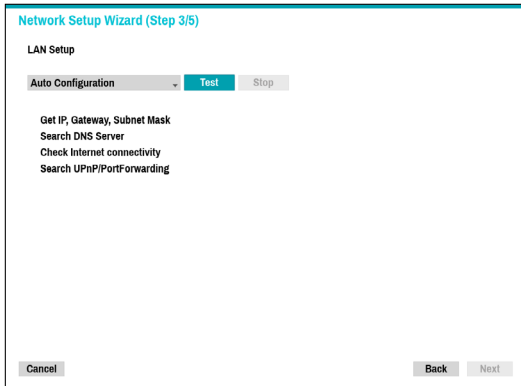 Network Setup Wizard (Step 3/5)
LAN Setup
Auto Configuration Test Stop
Get IP, Gateway, Subnet Mask
Search DNS Server
Check Internet connectivity
Search UPnP/PortForwarding
Cancel Back Next